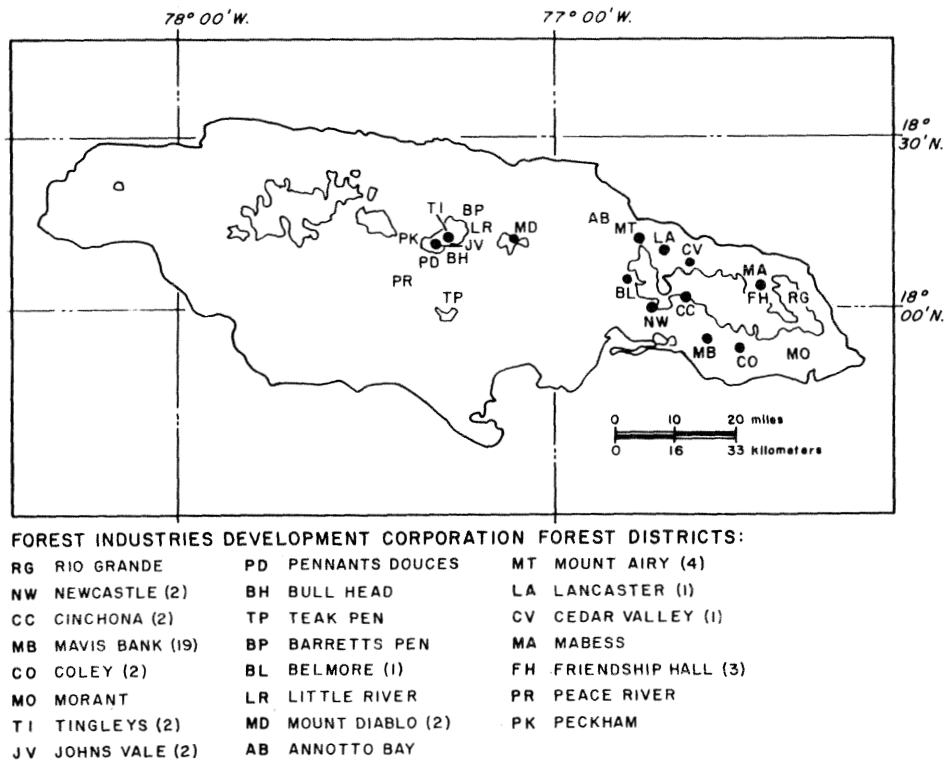 78° 00' W.
77° 00' W.
18°
30' N.
TI
BP
LR
MD
PK
JV
PD
BH
PR
TP
AB
MT
LA
CV
MA
BL
FH
RG
CC
NW
MB
CO
MO
18°
00' N.
0 10 20 miles
0 16 33 kilometers
FOREST INDUSTRIES DEVELOPMENT CORPORATION FOREST DISTRICTS:
RG RIO GRANDE PD PENNANTS DOUCES MT MOUNT AIRY (4)
NW NEWCASTLE (2) BH BULL HEAD LA LANCASTER (1)
CC CINCHONA (2) TP TEAK PEN CV CEDAR VALLEY (1)
MB MAVIS BANK (19) BP BARRETTS PEN MA MABESS
CO COLEY (2) BL BELMORE (1) FH FRIENDSHIP HALL (3)
MO MORANT LR LITTLE RIVER PR PEACE RIVER
TI TINGLEYS (2) MD MOUNT DIABLO (2) PK PECKHAM
JV JOHNS VALE (2) AB ANNOTTO BAY